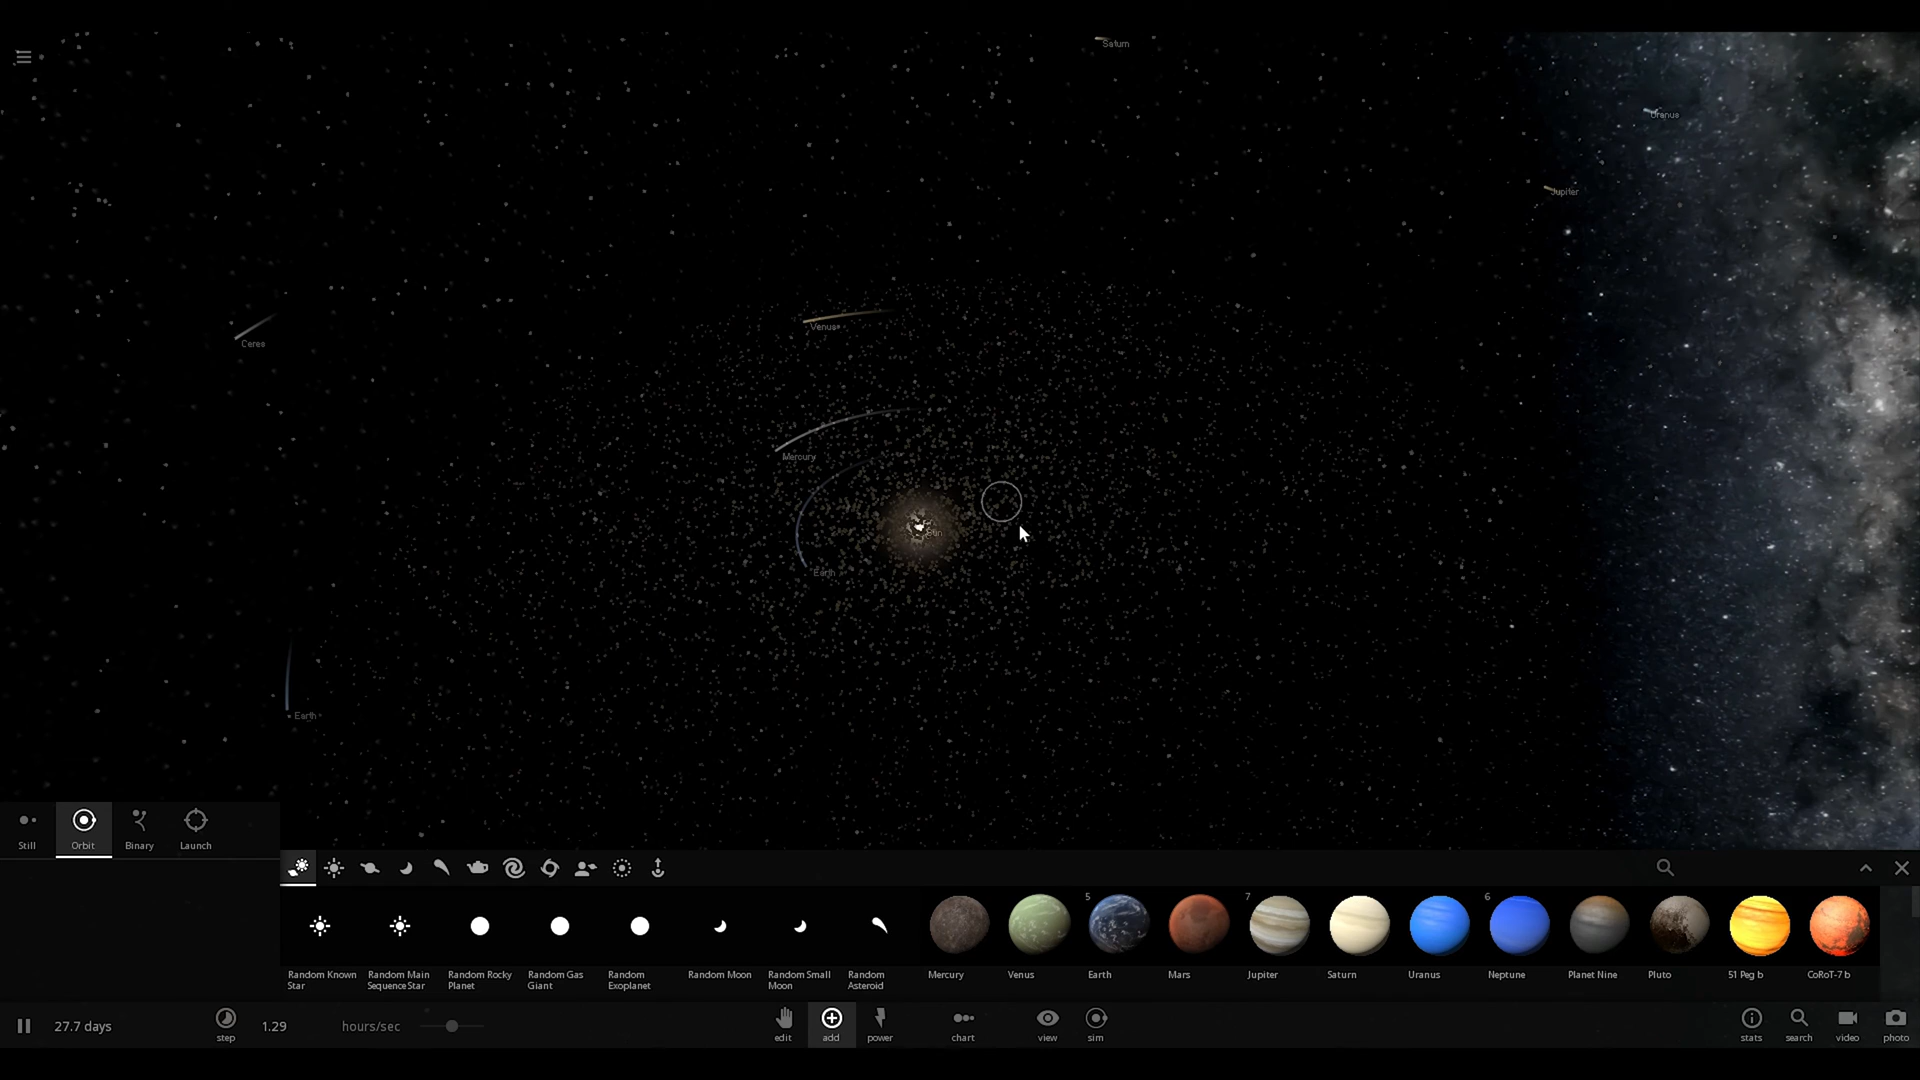 Saturn
Uranus
Jupiter
Venus
Ceres
Mercury
Sun
Earth
Earth
Still
Orbit
Binary
Launch
5
7
6
Random Known
Star
Random Main
Sequence Star
Random Rocky
Planet
Random Gas
Giant
Random
Exoplanet
Random Moon
Random Small
Moon
Random
Asteroid
Mercury
Venus
Earth
Mars
Jupiter
Saturn
Uranus
Neptune
Planet Nine
Pluto
51 Peg b
CoRoT-7 b
27.7 days
step
1.29
hours/sec
edit
add
power
chart
view
sim
stats
search
video
photo